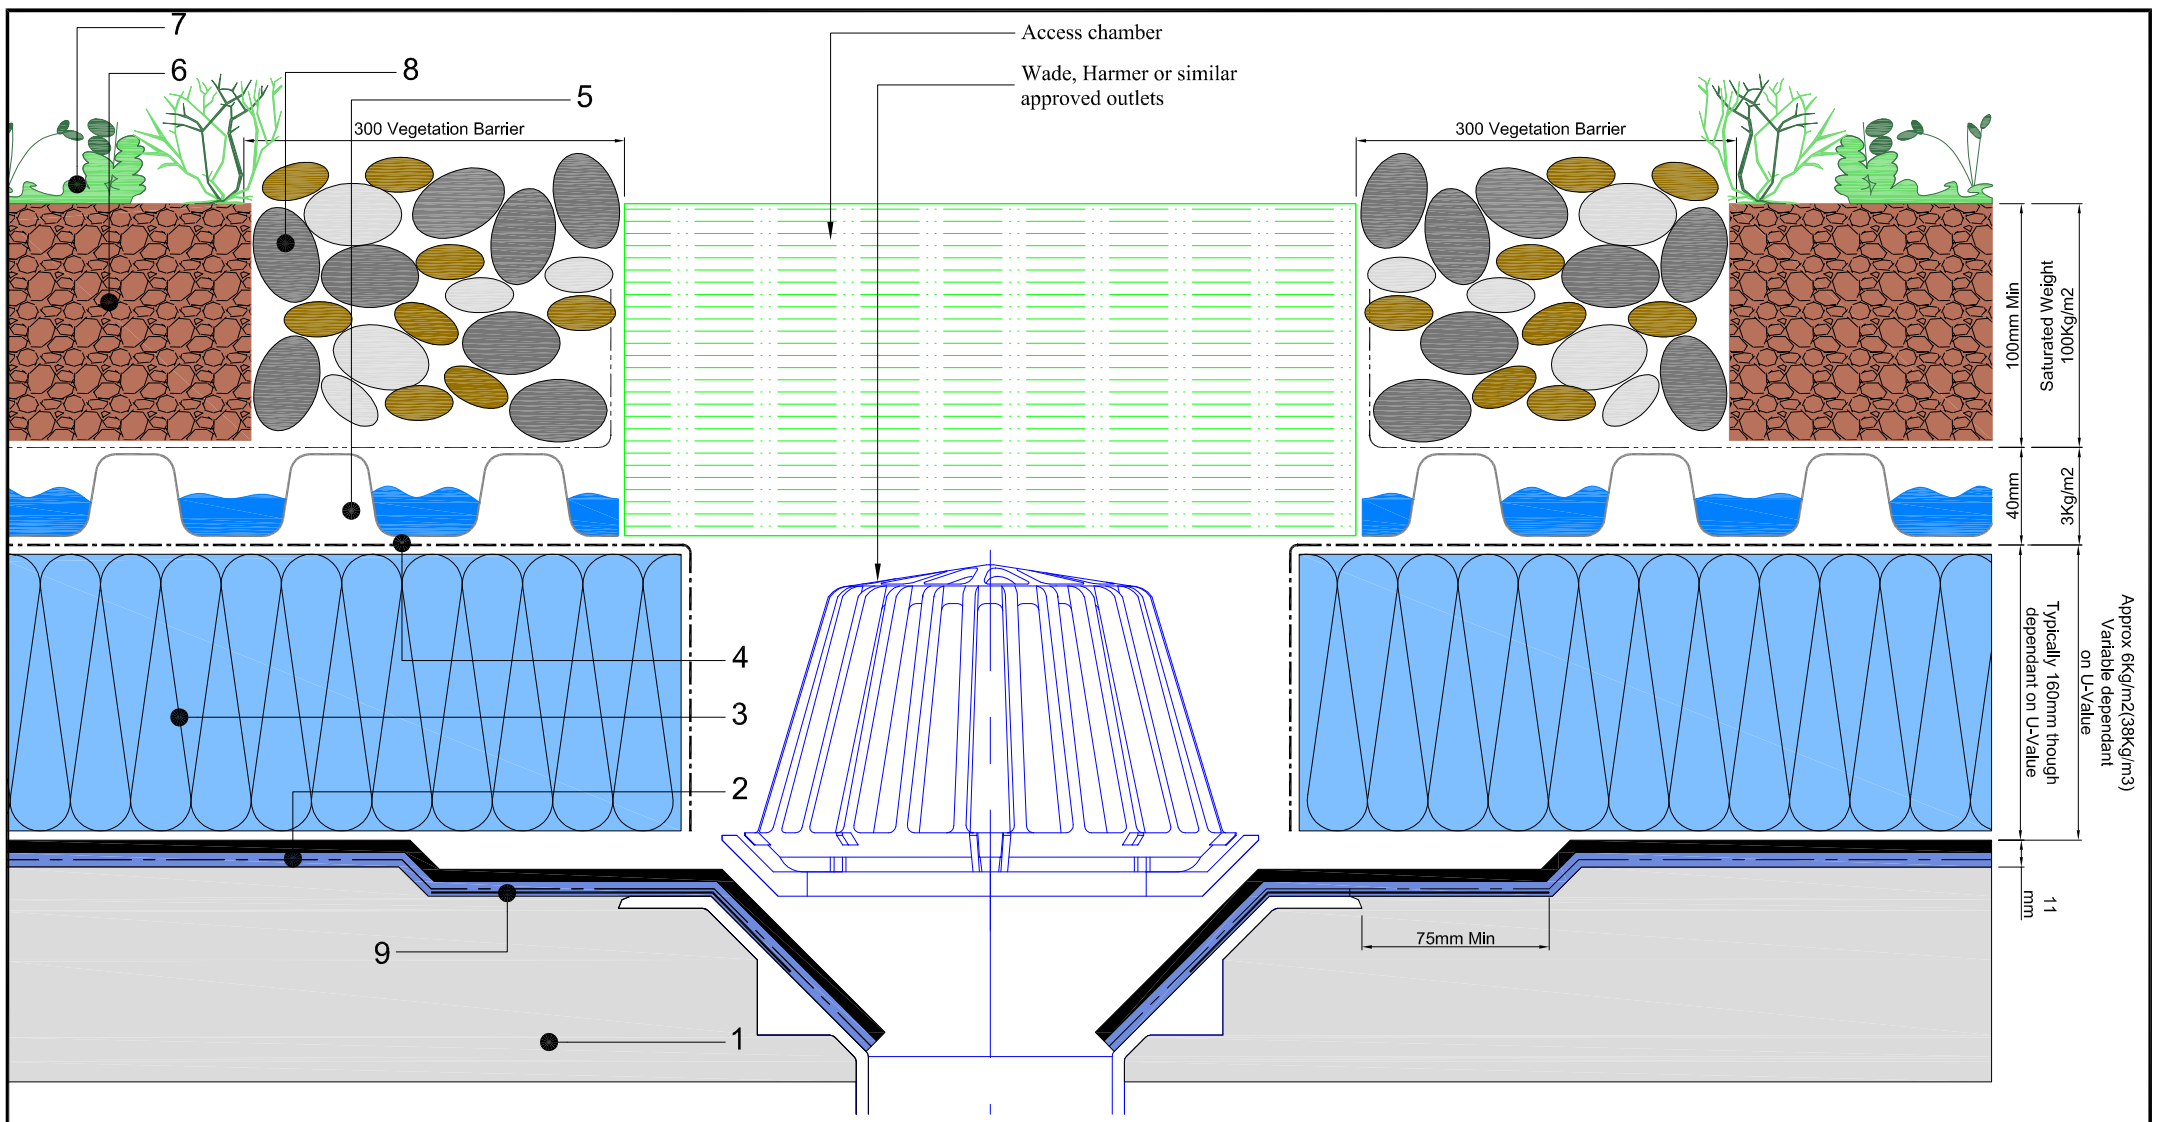 7
6
8
5
Access chamber
Wade, Harmer or similar
approved outlets
300 Vegetation Barrier
300 Vegetation Barrier
100mm Min
Saturated Weight
100Kg/m2
40mm
3Kg/m2
Typically 160mm though
dependant on U-Value
Approx 6Kg/m2(38Kg/m3)
Variable dependant
on U-Value
4
3
2
11
mm
75mm Min
9
1